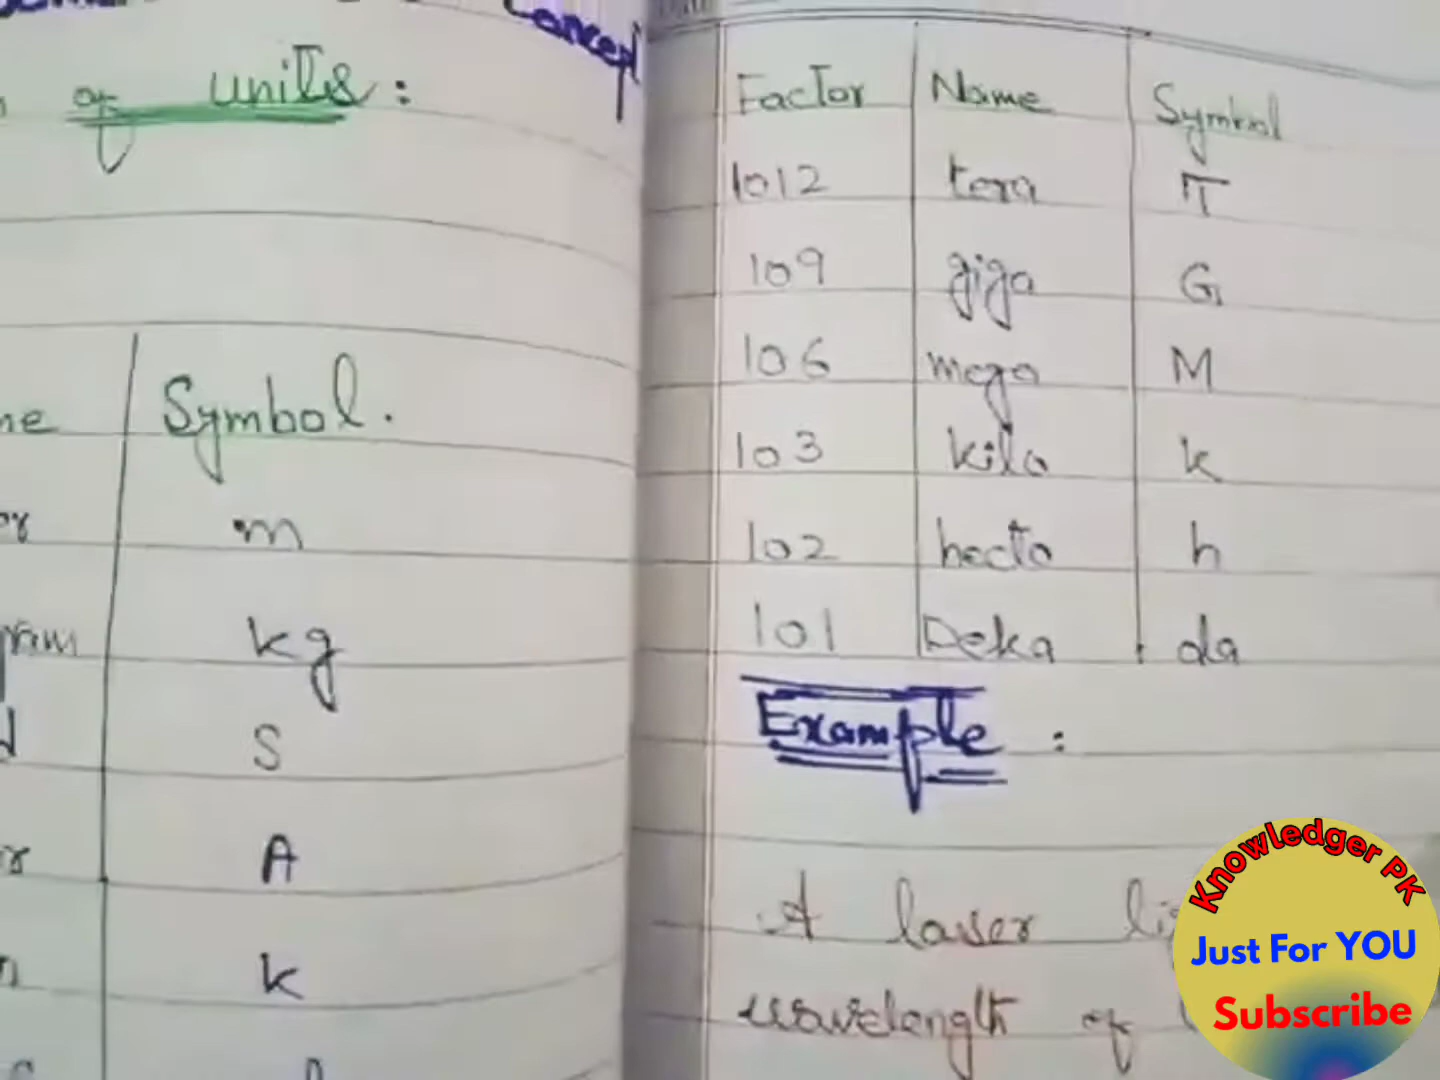 Concept
of units :
Symbol.
m
kg
S
A
k
Factor Name Symbol
1012 tera T
109 giga G
106 mega M
103 kilo k
102 hecto h
101 Deka da
Example :
A laser
wavelength of
Knowledger PK
Just For YOU
Subscribe